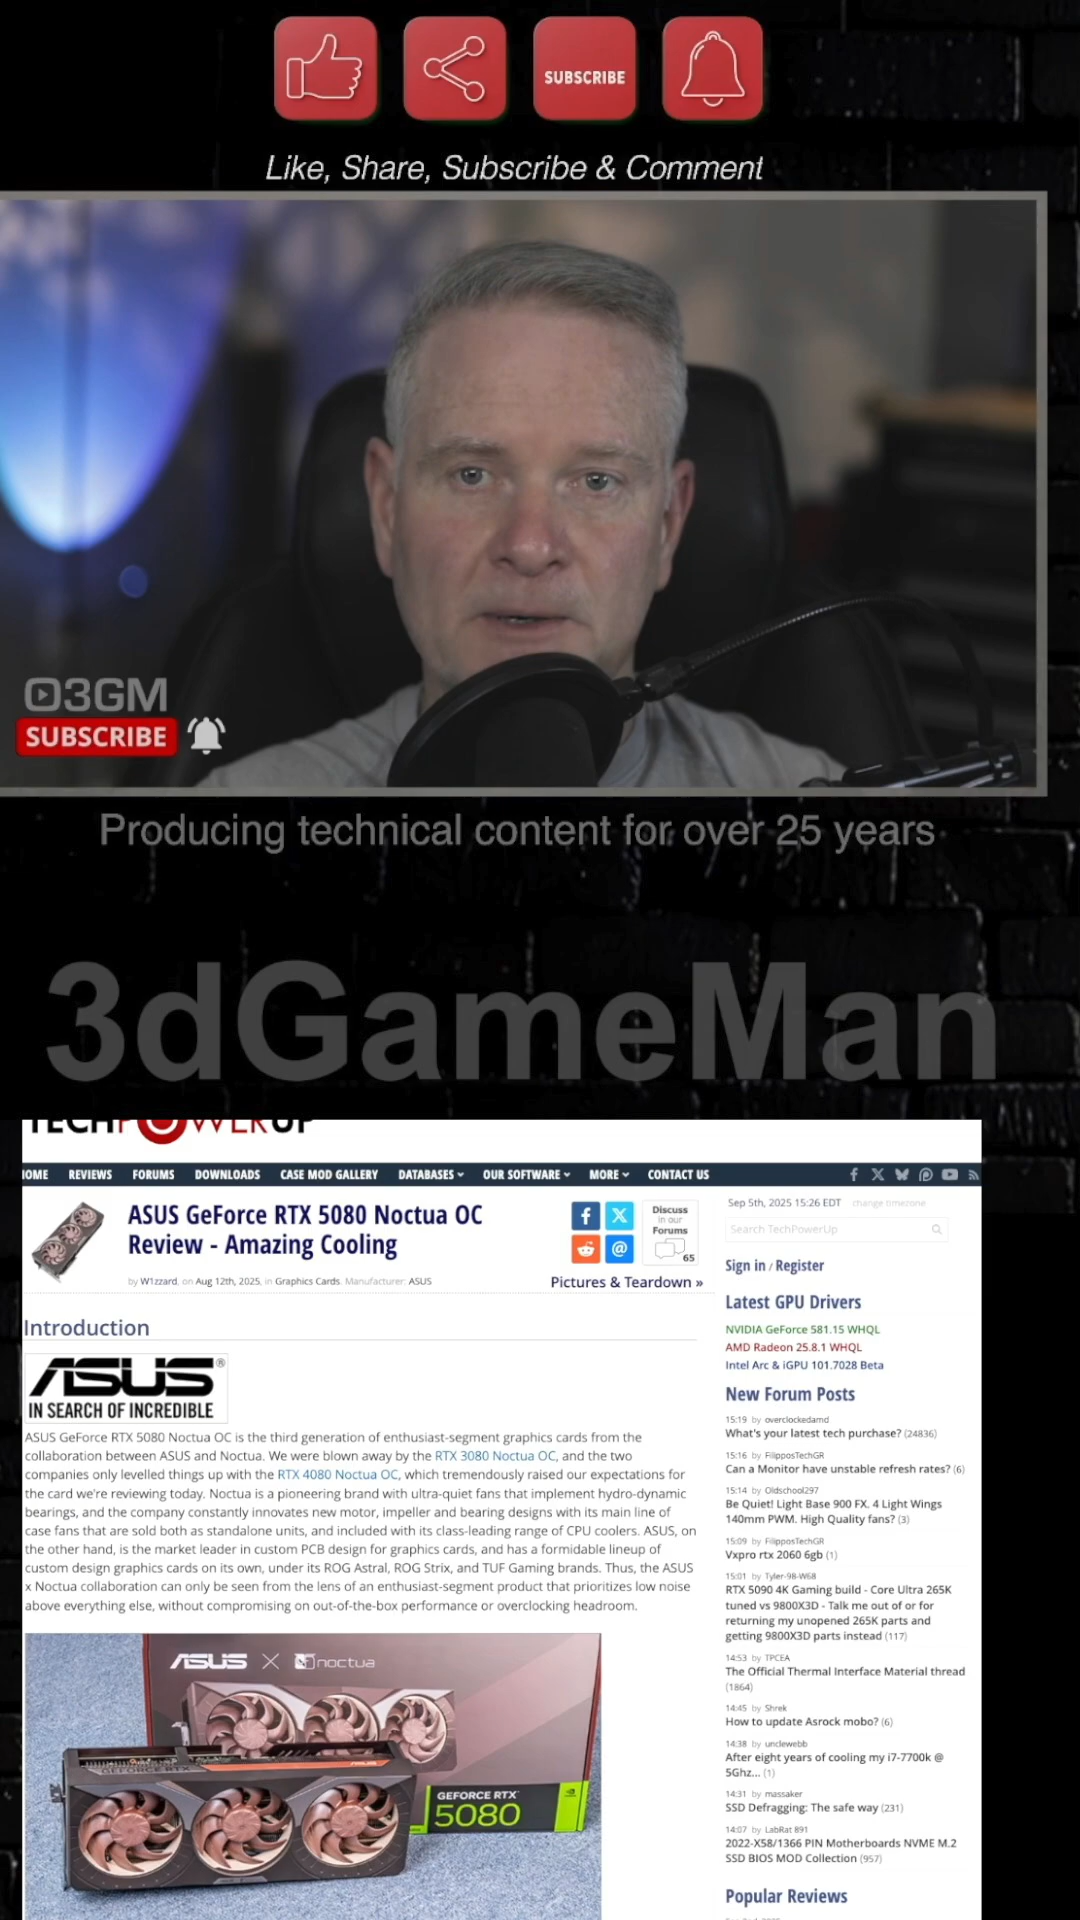 SUBSCRIBE
Like, Share, Subscribe & Comment
3GM
SUBSCRIBE
Producing technical content for over 25 years
3dGameMan
TECHPOWERUP
HOME REVIEWS FORUMS DOWNLOADS CASE MOD GALLERY DATABASES OUR SOFTWARE MORE CONTACT US
ASUS GeForce RTX 5080 Noctua OC
Review - Amazing Cooling
by W1zzard, on Aug 12th, 2025, in Graphics Cards. Manufacturer: ASUS
Discuss
in our
Forums
65
Pictures & Teardown »
Introduction
ASUS®
IN SEARCH OF INCREDIBLE
ASUS GeForce RTX 5080 Noctua OC is the third generation of enthusiast-segment graphics cards from the
collaboration between ASUS and Noctua. We were blown away by the RTX 3080 Noctua OC, and the two
companies only levelled things up with the RTX 4080 Noctua OC, which tremendously raised our expectations for
the card we're reviewing today. Noctua is a pioneering brand with ultra-quiet fans that implement hydro-dynamic
bearings, and the company constantly innovates new motor, impeller and bearing designs with its main line of
case fans that are sold both as standalone units, and included with its class-leading range of CPU coolers. ASUS, on
the other hand, is the market leader in custom PCB design for graphics cards, and has a formidable lineup of
custom design graphics cards on its own, under its ROG Astral, ROG Strix, and TUF Gaming brands. Thus, the ASUS
x Noctua collaboration can only be seen from the lens of an enthusiast-segment product that prioritizes low noise
above everything else, without compromising on out-of-the-box performance or overclocking headroom.
ASUS X noctua
GEFORCE RTX
GEFORCE RTX™
5080
Sep 5th, 2025 15:26 EDT change timezone
Search TechPowerUp
Sign in / Register
Latest GPU Drivers
NVIDIA GeForce 581.15 WHQL
AMD Radeon 25.8.1 WHQL
Intel Arc & iGPU 101.7028 Beta
New Forum Posts
15:19 by overclockedamd
What's your latest tech purchase? (24836)
15:16 by FilipposTechGR
Can a Monitor have unstable refresh rates? (6)
15:14 by Oldschool297
Be Quiet! Light Base 900 FX. 4 Light Wings
140mm PWM. High Quality fans? (3)
15:09 by FilipposTechGR
Vxpro rtx 2060 6gb (1)
15:01 by Tyler-98-W68
RTX 5090 4K Gaming build - Core Ultra 265K
tuned vs 9800X3D - Talk me out of or for
returning my unopened 265K parts and
getting 9800X3D parts instead (117)
14:53 by TPCEA
The Official Thermal Interface Material thread
(1864)
14:45 by Shrek
How to update Asrock mobo? (6)
14:38 by unclewebb
After eight years of cooling my i7-7700k @
5Ghz... (1)
14:31 by massaker
SSD Defragging: The safe way (231)
14:07 by LabRat 891
2022-X58/1366 PIN Motherboards NVME M.2
SSD BIOS MOD Collection (957)
Popular Reviews